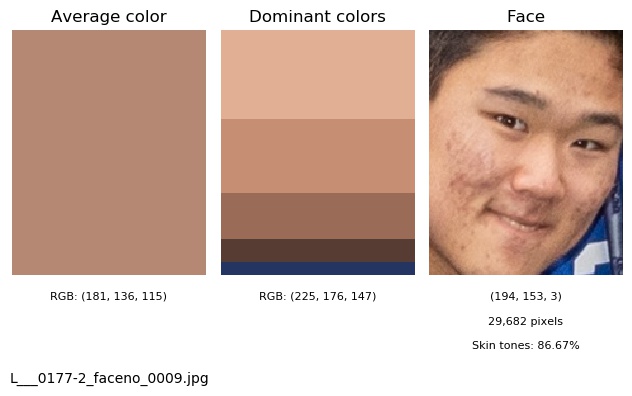 Average color
Dominant colors
Face
RGB: (181, 136, 115)
RGB: (225, 176, 147)
(194, 153, 3)
29,682 pixels
Skin tones: 86.67%
L___0177-2_faceno_0009.jpg